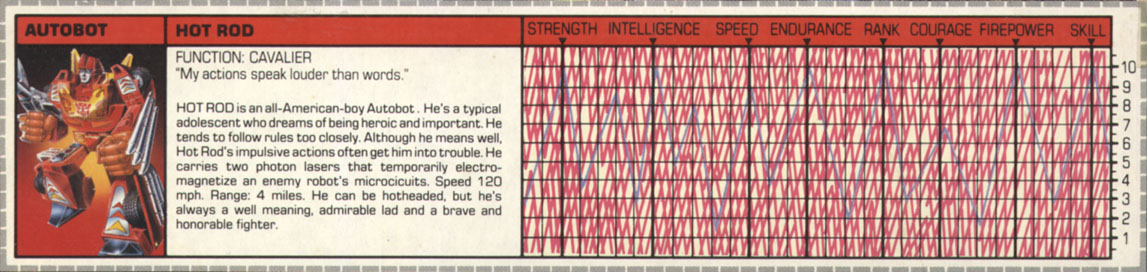 AUTOBOT
HOT ROD
FUNCTION: CAVALIER
"My actions speak louder than words."
HOT ROD is an all-American-boy Autobot. He's a typical
adolescent who dreams of being heroic and important. He
tends to follow rules too closely. Although he means well,
Hot Rod's impulsive actions often get him into trouble. He
carries two photon lasers that temporarily electro-
magnetize an enemy robot's microcicuits. Speed 120
mph. Range: 4 miles. He can be hotheaded, but he's
always a well meaning, admirable lad and a brave and
honorable fighter.
STRENGTH INTELLIGENCE SPEED ENDURANCE RANK COURAGE FIREPOWER SKILL
10
9
8
7
6
5
4
3
2
1